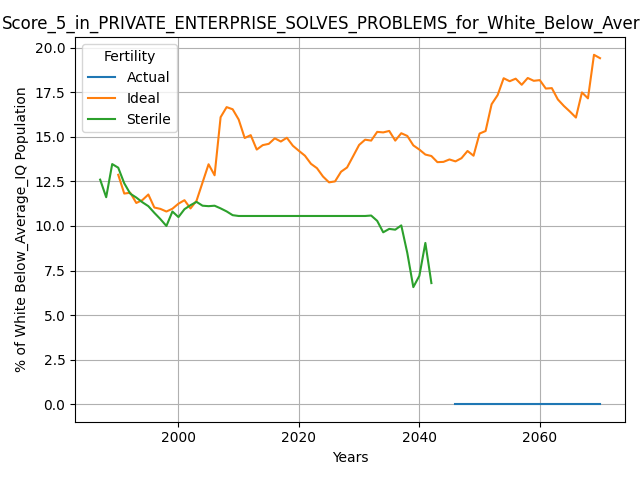 Score_5_in_PRIVATE_ENTERPRISE_SOLVES_PROBLEMS_for_White_Below_Aver
20.0
17.5
15.0
12.5
10.0
7.5
5.0
2.5
0.0
% of White Below_Average_IQ Population
Fertility
Actual
Ideal
Sterile
2000
2020
2040
2060
Years